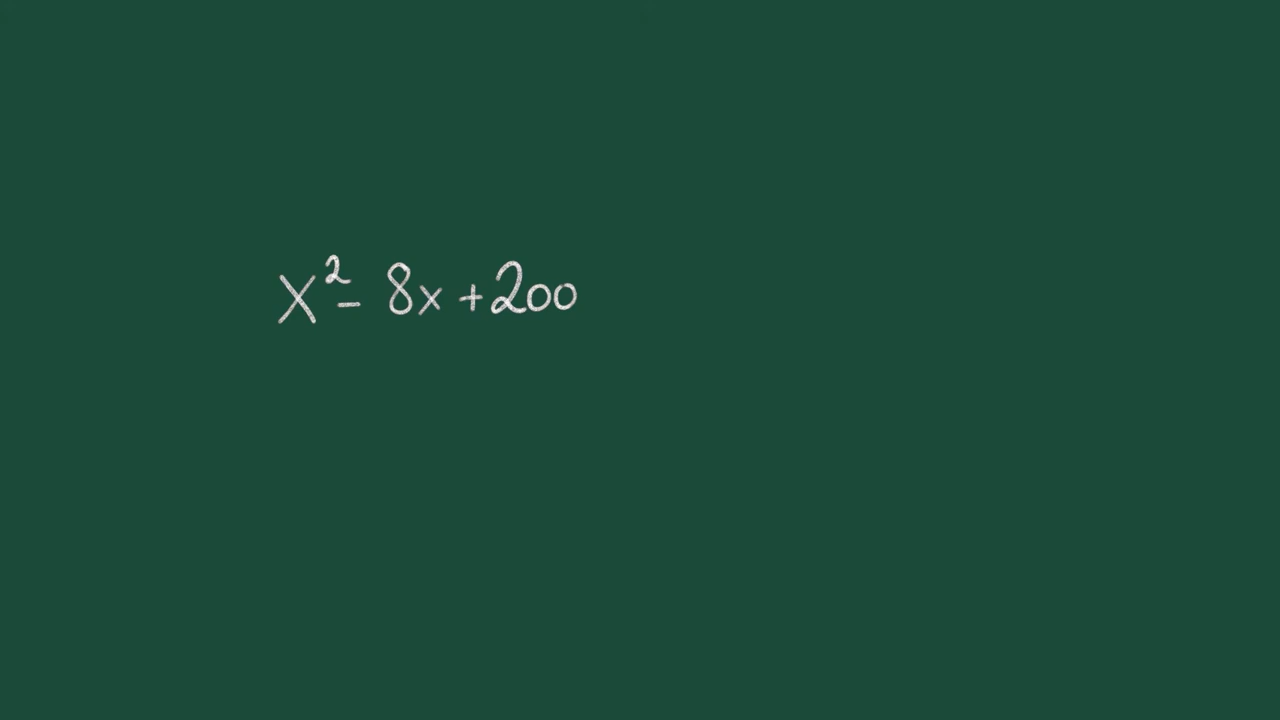 x² - 8x + 200